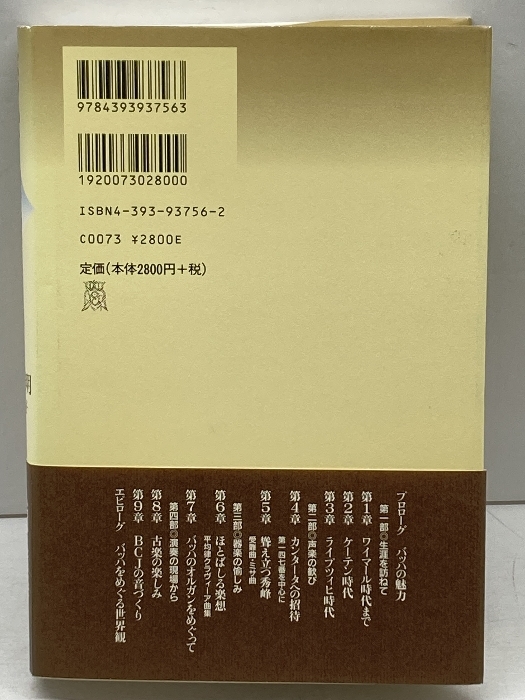 9784393937563
1920073028000
ISBN4-393-93756-2
C0073 ¥2800E
定価(本体2800円+税)
プロローグ バッハの魅力
第一部◎生涯を訪ねて
第1章 ワイマール時代まで
第2章 ケーテン時代
第3章 ライプツィヒ時代
第二部◎声楽の歓び
第4章 カンタータへの招待
第一四七番を中心に
第5章 聳え立つ秀峰
受難曲・ミサ曲
第三部◎器楽の愉しみ
第6章 ほとばしる楽想
平均律クラヴィーア曲集
第7章 バッハのオルガンをめぐって
第四部◎演奏の現場から
第8章 古楽の楽しみ
第9章 BCJの音づくり
エピローグ バッハをめぐる世界観